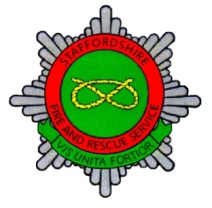 STAFFORDSHIRE
FIRE AND RESCUE SERVICE
VIS UNITA FORTIOR